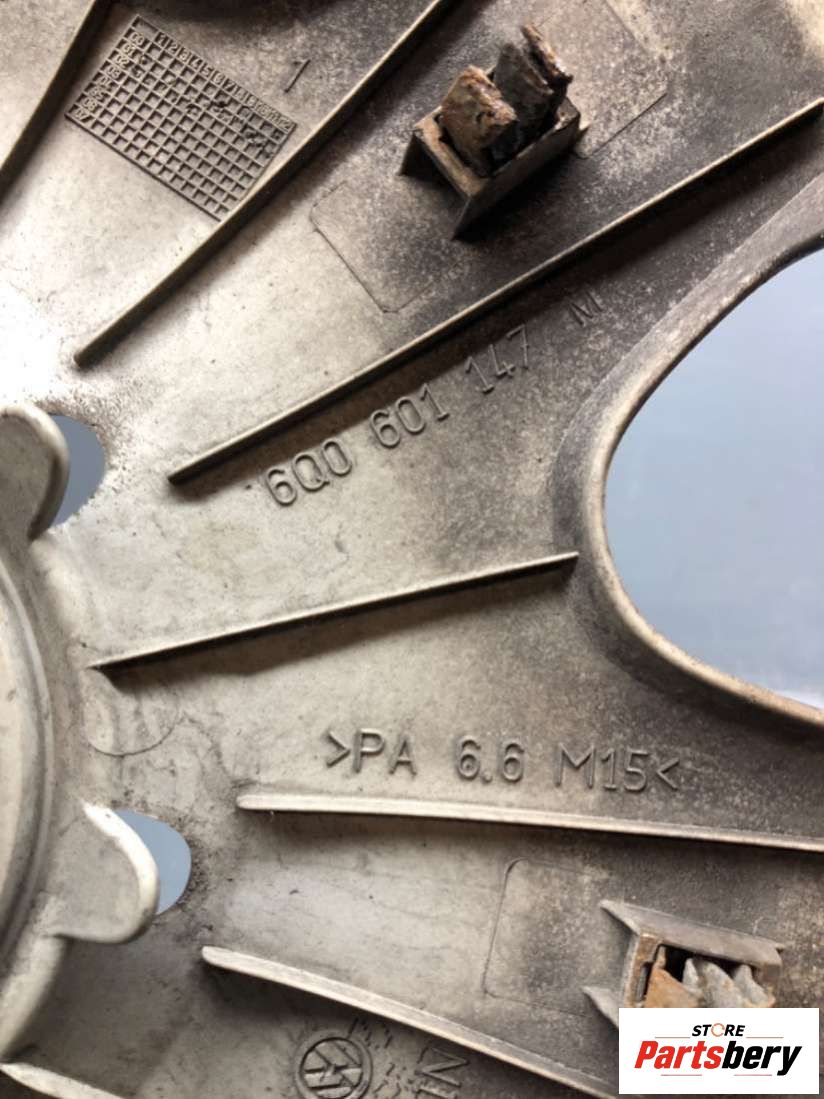 1
6Q0 601 147 M
>PA 6.6 M15<
STORE
Partsbery